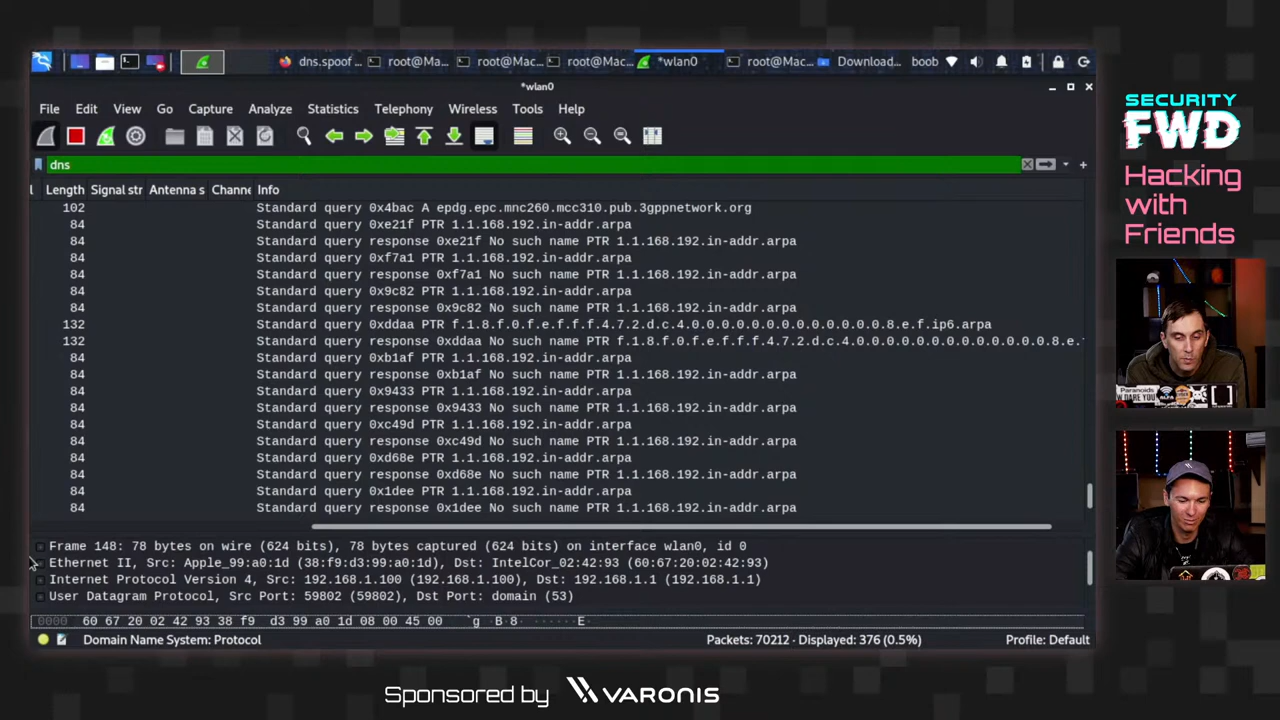 dns.spoof ...
root@Ma...
root@Mac...
root@Mac...
*wlan0
root@Mac...
Download...
boob
*wlan0
File Edit View Go Capture Analyze Statistics Telephony Wireless Tools Help
dns
l Length Signal str Antenna s Channe Info
102 Standard query 0x4bac A epdg.epc.mnc260.mcc310.pub.3gppnetwork.org
84 Standard query 0xe21f PTR 1.1.168.192.in-addr.arpa
84 Standard query response 0xe21f No such name PTR 1.1.168.192.in-addr.arpa
84 Standard query 0xf7a1 PTR 1.1.168.192.in-addr.arpa
84 Standard query response 0xf7a1 No such name PTR 1.1.168.192.in-addr.arpa
84 Standard query 0x9c82 PTR 1.1.168.192.in-addr.arpa
84 Standard query response 0x9c82 No such name PTR 1.1.168.192.in-addr.arpa
132 Standard query 0xddaa PTR f.1.8.f.0.f.e.f.f.f.4.7.2.d.c.4.0.0.0.0.0.0.0.0.0.0.0.0.0.8.e.f.ip6.arpa
132 Standard query response 0xddaa No such name PTR f.1.8.f.0.f.e.f.f.f.4.7.2.d.c.4.0.0.0.0.0.0.0.0.0.0.0.0.0.8.e.
84 Standard query 0xb1af PTR 1.1.168.192.in-addr.arpa
84 Standard query response 0xb1af No such name PTR 1.1.168.192.in-addr.arpa
84 Standard query 0x9433 PTR 1.1.168.192.in-addr.arpa
84 Standard query response 0x9433 No such name PTR 1.1.168.192.in-addr.arpa
84 Standard query 0xc49d PTR 1.1.168.192.in-addr.arpa
84 Standard query response 0xc49d No such name PTR 1.1.168.192.in-addr.arpa
84 Standard query 0xd68e PTR 1.1.168.192.in-addr.arpa
84 Standard query response 0xd68e No such name PTR 1.1.168.192.in-addr.arpa
84 Standard query 0x1dee PTR 1.1.168.192.in-addr.arpa
84 Standard query response 0x1dee No such name PTR 1.1.168.192.in-addr.arpa
Frame 148: 78 bytes on wire (624 bits), 78 bytes captured (624 bits) on interface wlan0, id 0
Ethernet II, Src: Apple_99:a0:1d (38:f9:d3:99:a0:1d), Dst: IntelCor_02:42:93 (60:67:20:02:42:93)
Internet Protocol Version 4, Src: 192.168.1.100 (192.168.1.100), Dst: 192.168.1.1 (192.168.1.1)
User Datagram Protocol, Src Port: 59802 (59802), Dst Port: domain (53)
0000 60 67 20 02 42 93 38 f9 d3 99 a0 1d 08 00 45 00 `g ·B·8· ······E·
Domain Name System: Protocol
Packets: 70212 · Displayed: 376 (0.5%)
Profile: Default
SECURITY
FWD
Hacking
with
Friends
Sponsored by VARONIS